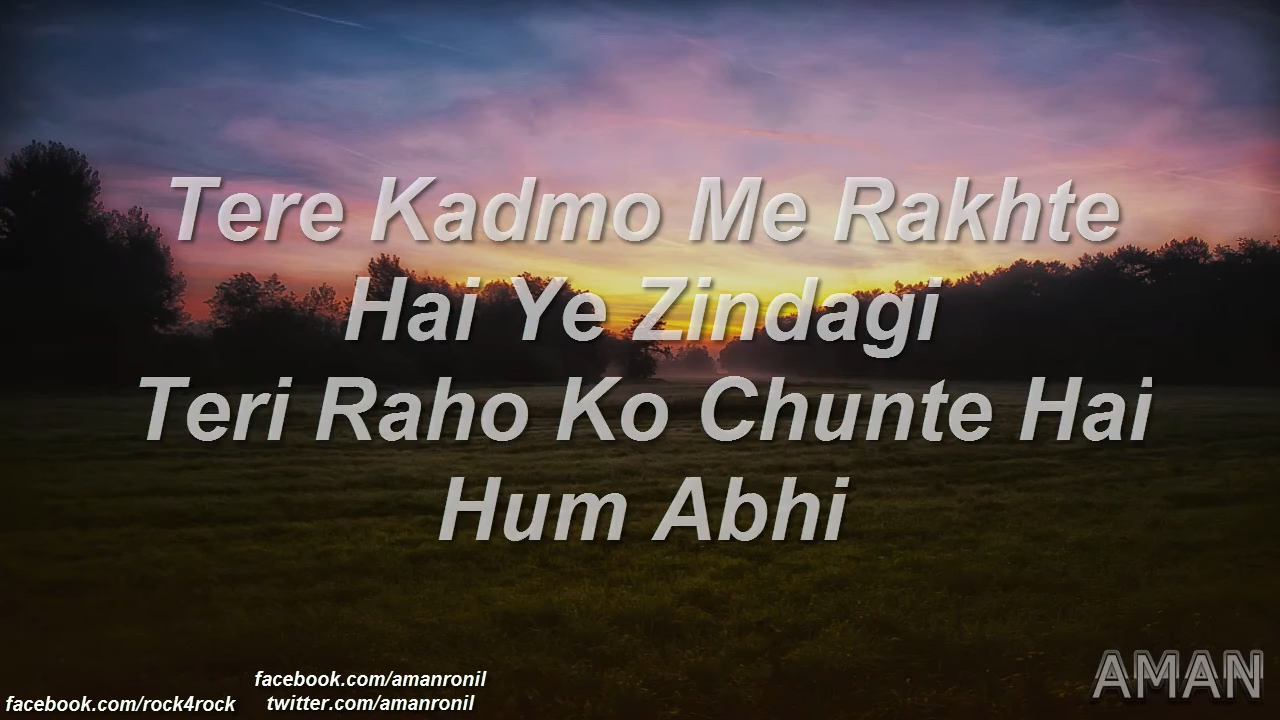 Tere Kadmo Me Rakhte
Hai Ye Zindagi
Teri Raho Ko Chunte Hai
Hum Abhi
AMAN
facebook.com/amanronil
facebook.com/rock4rock
twitter.com/amanronil